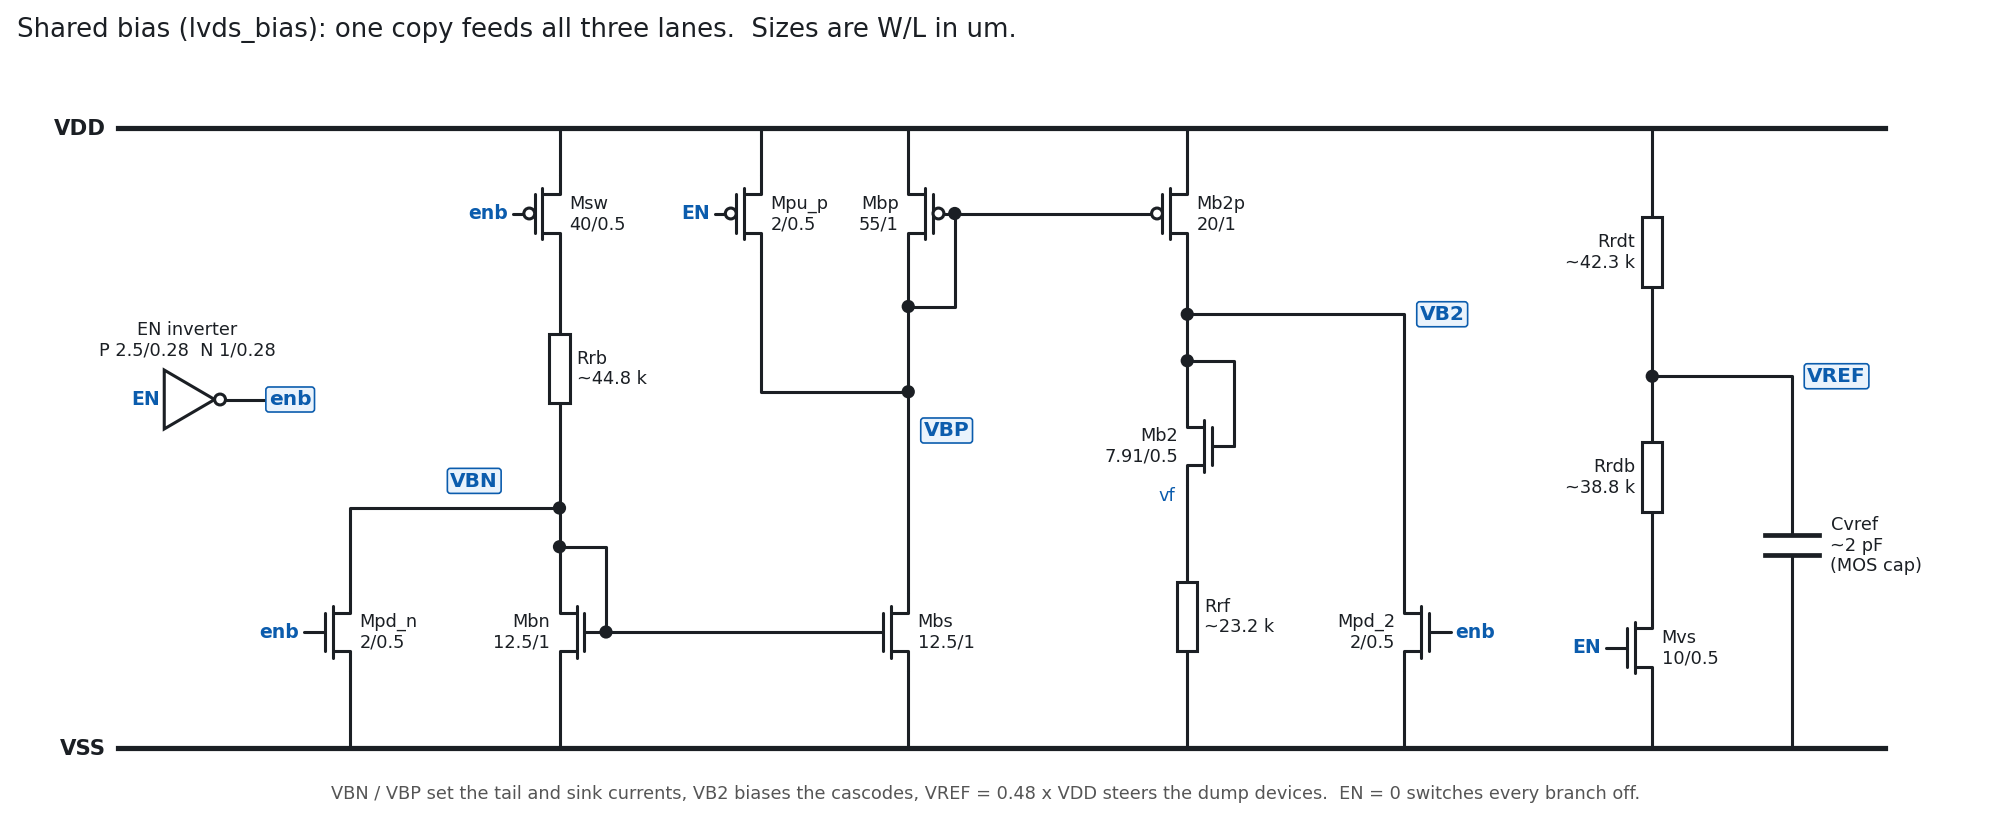 Shared bias (lvds_bias): one copy feeds all three lanes.  Sizes are W/L in um.
VDD
enb
Msw
40/0.5
EN
Mpu_p
2/0.5
Mbp
55/1
Mb2p
20/1
Rrdt
~42.3 k
EN inverter
P 2.5/0.28  N 1/0.28
EN
enb
Rrb
~44.8 k
VB2
VREF
VBP
VBN
Mb2
7.91/0.5
vf
Rrdb
~38.8 k
Cvref
~2 pF
(MOS cap)
enb
Mpd_n
2/0.5
Mbn
12.5/1
Mbs
12.5/1
Rrf
~23.2 k
Mpd_2
2/0.5
enb
EN
Mvs
10/0.5
VSS
VBN / VBP set the tail and sink currents, VB2 biases the cascodes, VREF = 0.48 x VDD steers the dump devices.  EN = 0 switches every branch off.